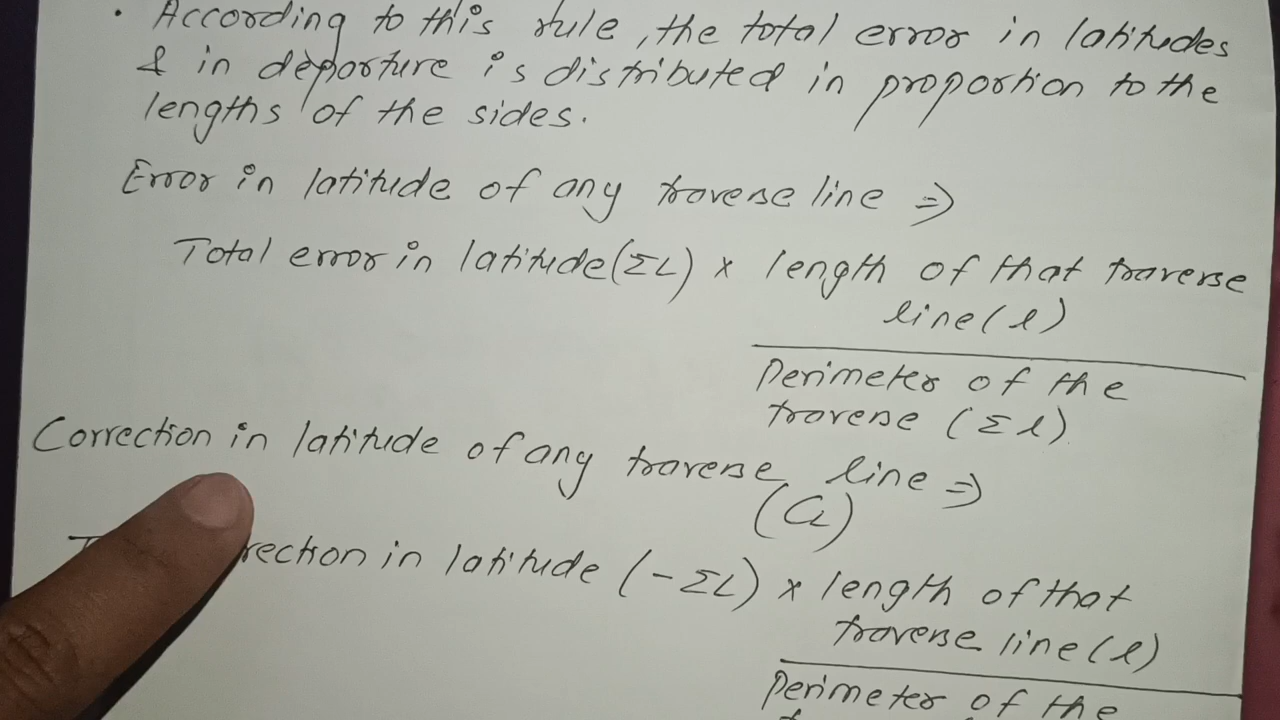 • According to this rule, the total error in latitudes
& in departure is distributed in proportion to the
lengths of the sides.
Error in latitude of any traverse line ⇒
Total error in latitude (ΣL) x length of that traverse
line (l)
Perimeter of the
traverse (Σl)
Correction in latitude of any traverse line ⇒
(CL)
rection in latitude (-ΣL) x length of that
traverse line (l)
Perimeter of the